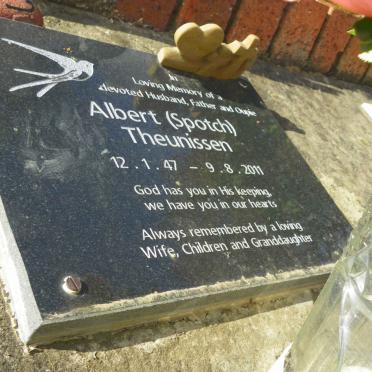 In
Loving Memory of a
devoted Husband, Father and Oupie
Albert (Spotch)
Theunissen
12 . 1 . 47 - 9 . 8 . 2011
God has you in His keeping,
we have you in our hearts
Always remembered by a loving
Wife, Children and Granddaughter